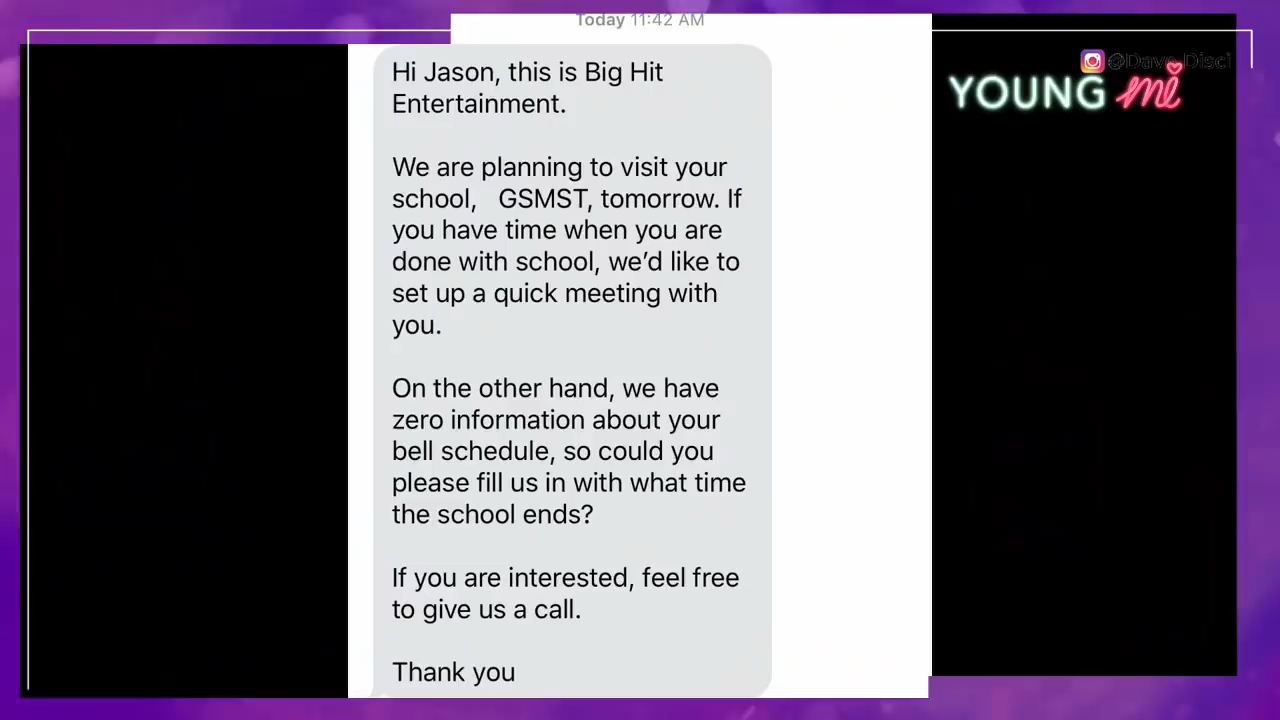 Today 11:42 AM
@Dave Disci
YOUNG mi
Hi Jason, this is Big Hit
Entertainment.
We are planning to visit your
school,   GSMST, tomorrow. If
you have time when you are
done with school, we’d like to
set up a quick meeting with
you.
On the other hand, we have
zero information about your
bell schedule, so could you
please fill us in with what time
the school ends?
If you are interested, feel free
to give us a call.
Thank you